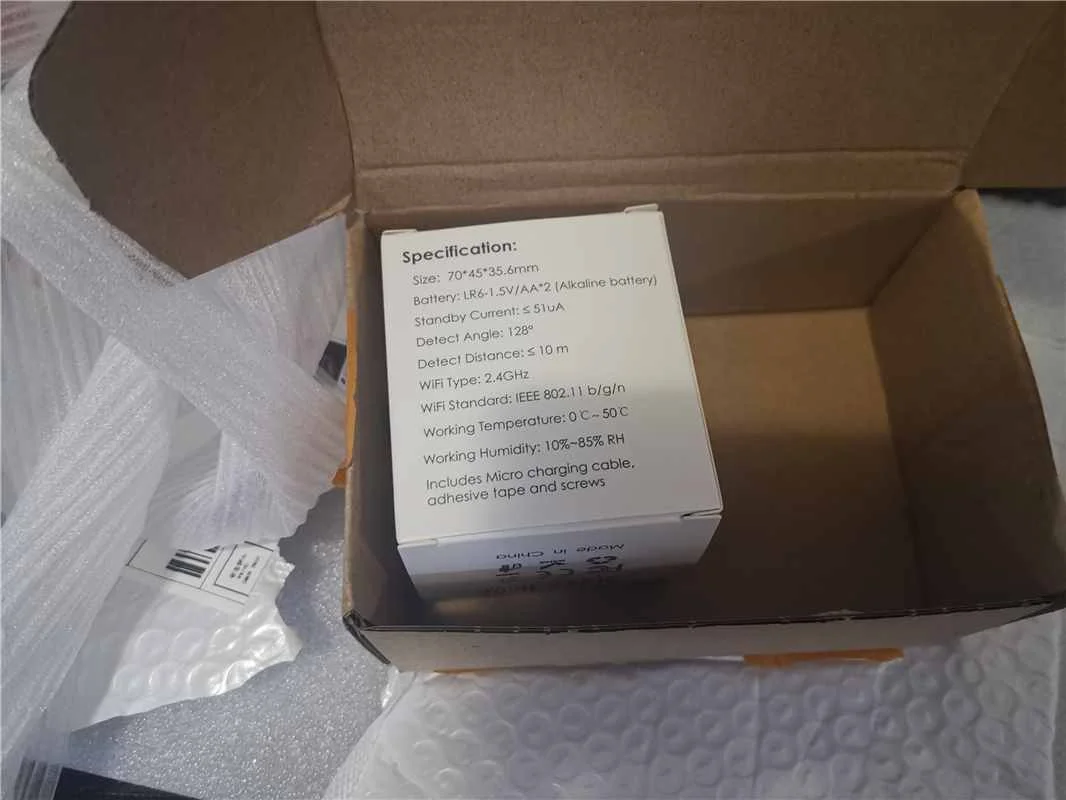 Specification:
Size: 70*45*35.6mm
Battery: LR6-1.5V/AA*2 (Alkaline battery)
Standby Current: ≤ 51uA
Detect Angle: 128°
Detect Distance: ≤ 10 m
WiFi Type: 2.4GHz
WiFi Standard: IEEE 802.11 b/g/n
Working Temperature: 0℃~ 50℃
Working Humidity: 10%~85% RH
Includes Micro charging cable,
adhesive tape and screws
Made in China